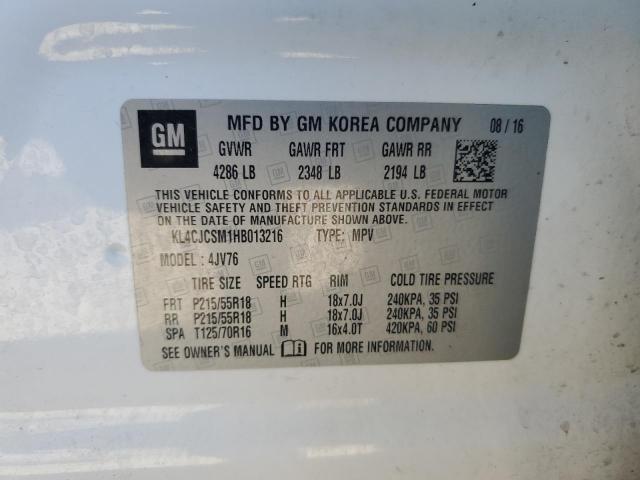 GM MFD BY GM KOREA COMPANY 08 / 16
GVWR GAWR FRT GAWR RR
4286 LB 2348 LB 2194 LB
THIS VEHICLE CONFORMS TO ALL APPLICABLE U.S. FEDERAL MOTOR
VEHICLE SAFETY BUMPER, AND THEFT PREVENTION STANDARDS IN EFFECT
ON THE DATE OF MANUFACTURE SHOWN ABOVE.
KL4CJCSM1HB013216 TYPE: MPV
MODEL: 4JV76
TIRE SIZE SPEED RTG RIM COLD TIRE PRESSURE
FRT P215/55R18 H 18x7.0J 240KPA, 35 PSI
RR P215/55R18 H 18x7.0J 240KPA, 35 PSI
SPA T125/70R16 M 16x4.0T 420KPA, 60 PSI
SEE OWNER'S MANUAL FOR MORE INFORMATION.